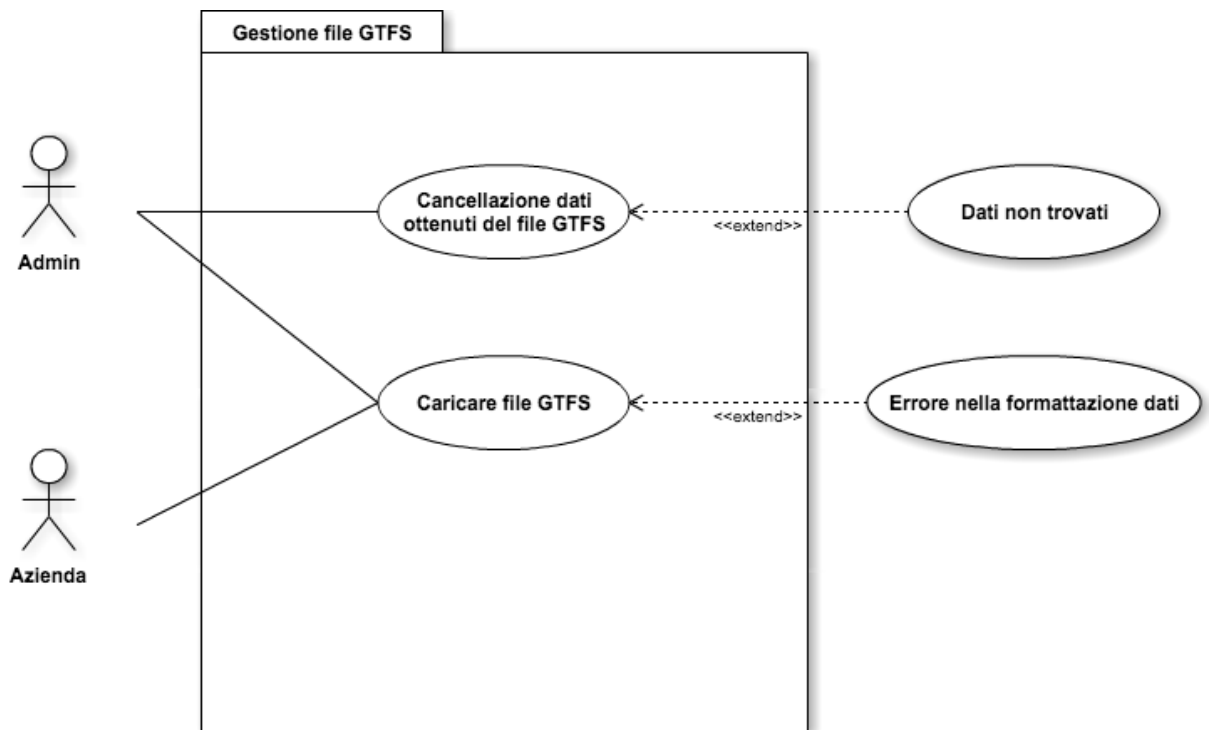 Gestione file GTFS
Cancellazione dati
ottenuti del file GTFS
<<extend>>
Dati non trovati
Admin
Caricare file GTFS
<<extend>>
Errore nella formattazione dati
Azienda